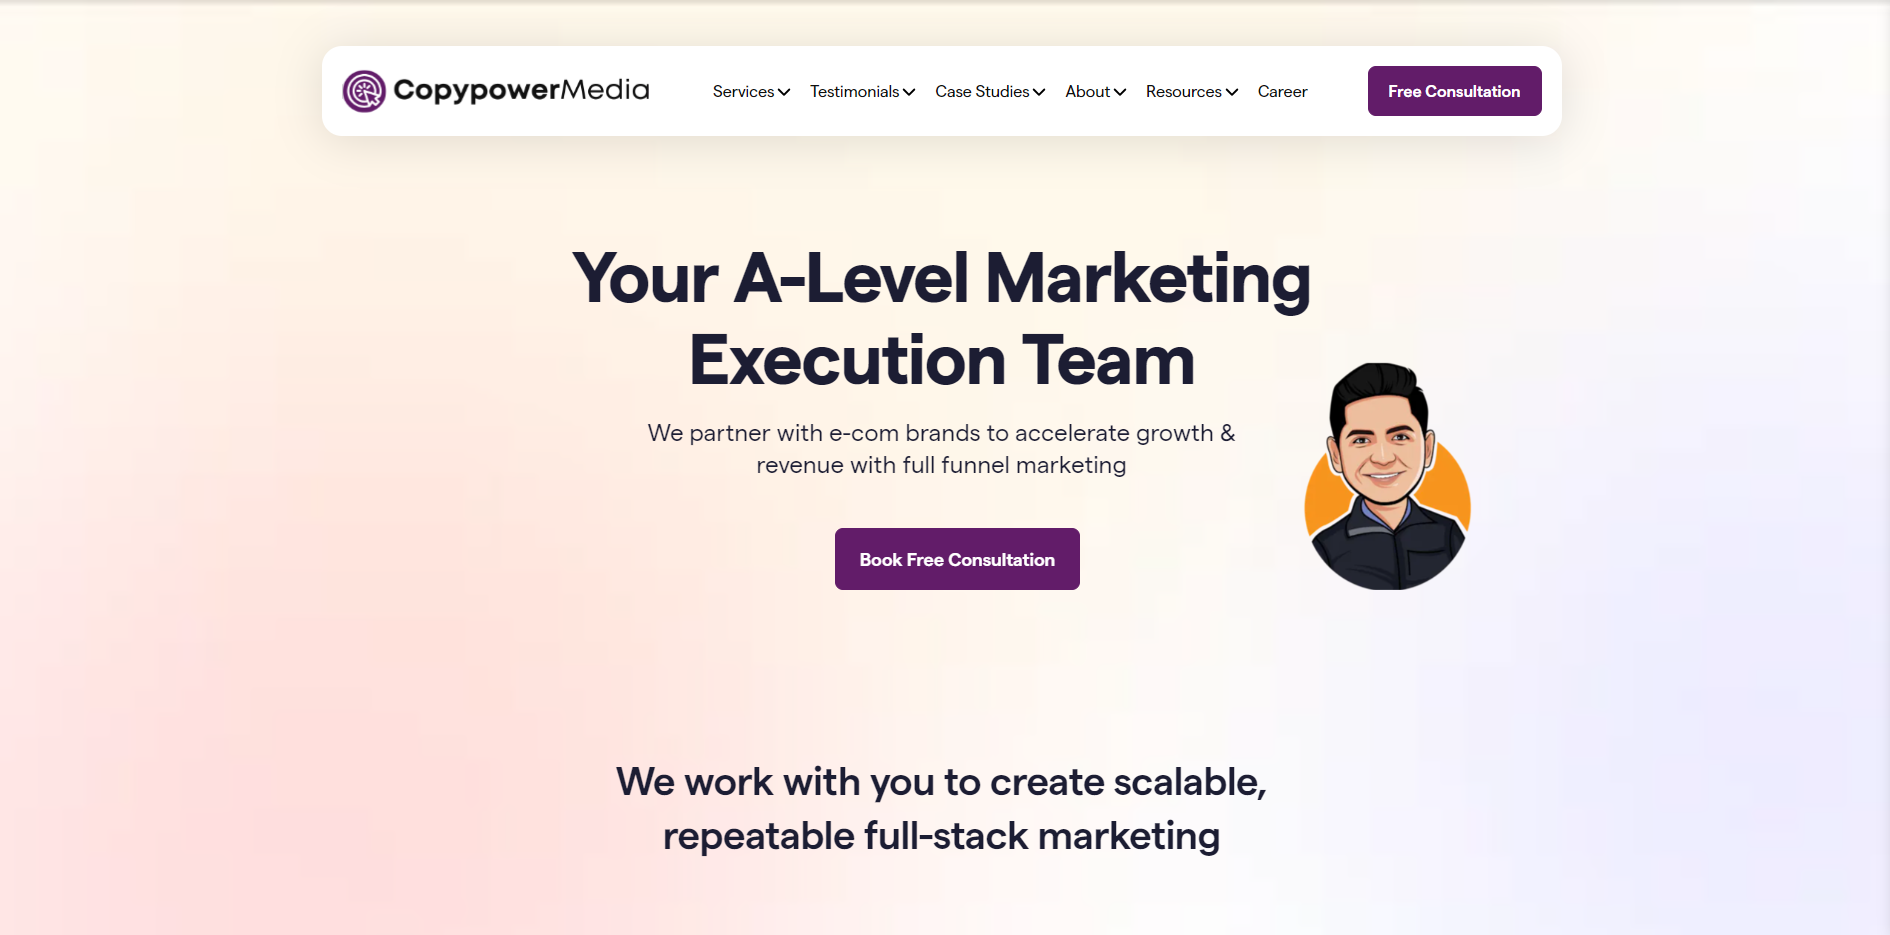 CopypowerMedia
Services
Testimonials
Case Studies
About
Resources
Career
Free Consultation
Your A-Level Marketing
Execution Team
We partner with e-com brands to accelerate growth &
revenue with full funnel marketing
Book Free Consultation
We work with you to create scalable,
repeatable full-stack marketing